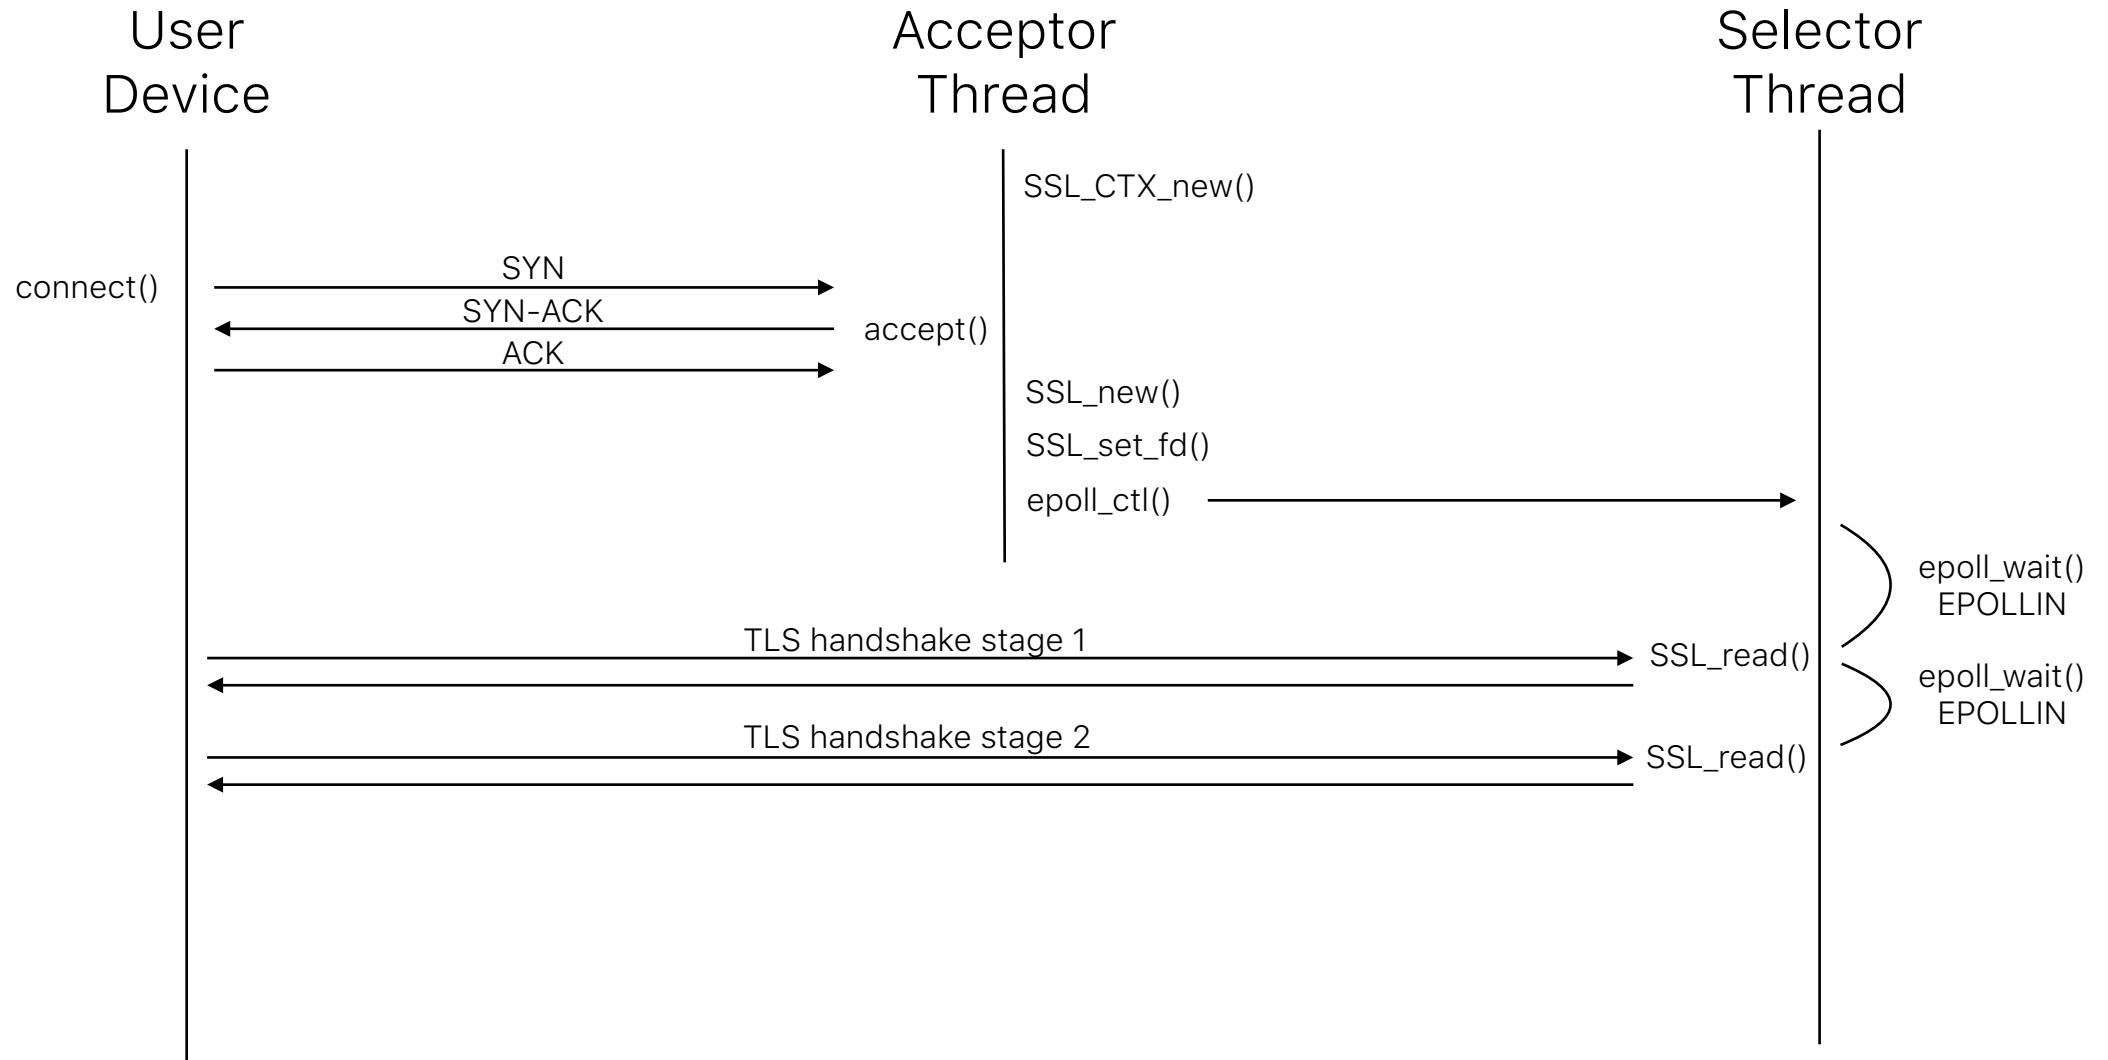 User
Device
Acceptor
Thread
Selector
Thread
SSL_CTX_new()
SYN
connect()
SYN-ACK
accept()
ACK
SSL_new()
SSL_set_fd()
epoll_ctl()
epoll_wait()
EPOLLIN
TLS handshake stage 1
SSL_read()
epoll_wait()
EPOLLIN
TLS handshake stage 2
SSL_read()